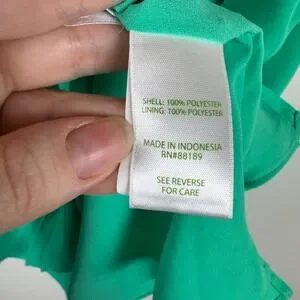 SHELL: 100% POLYESTER
LINING: 100% POLYESTER
MADE IN INDONESIA
RN#88189
SEE REVERSE
FOR CARE